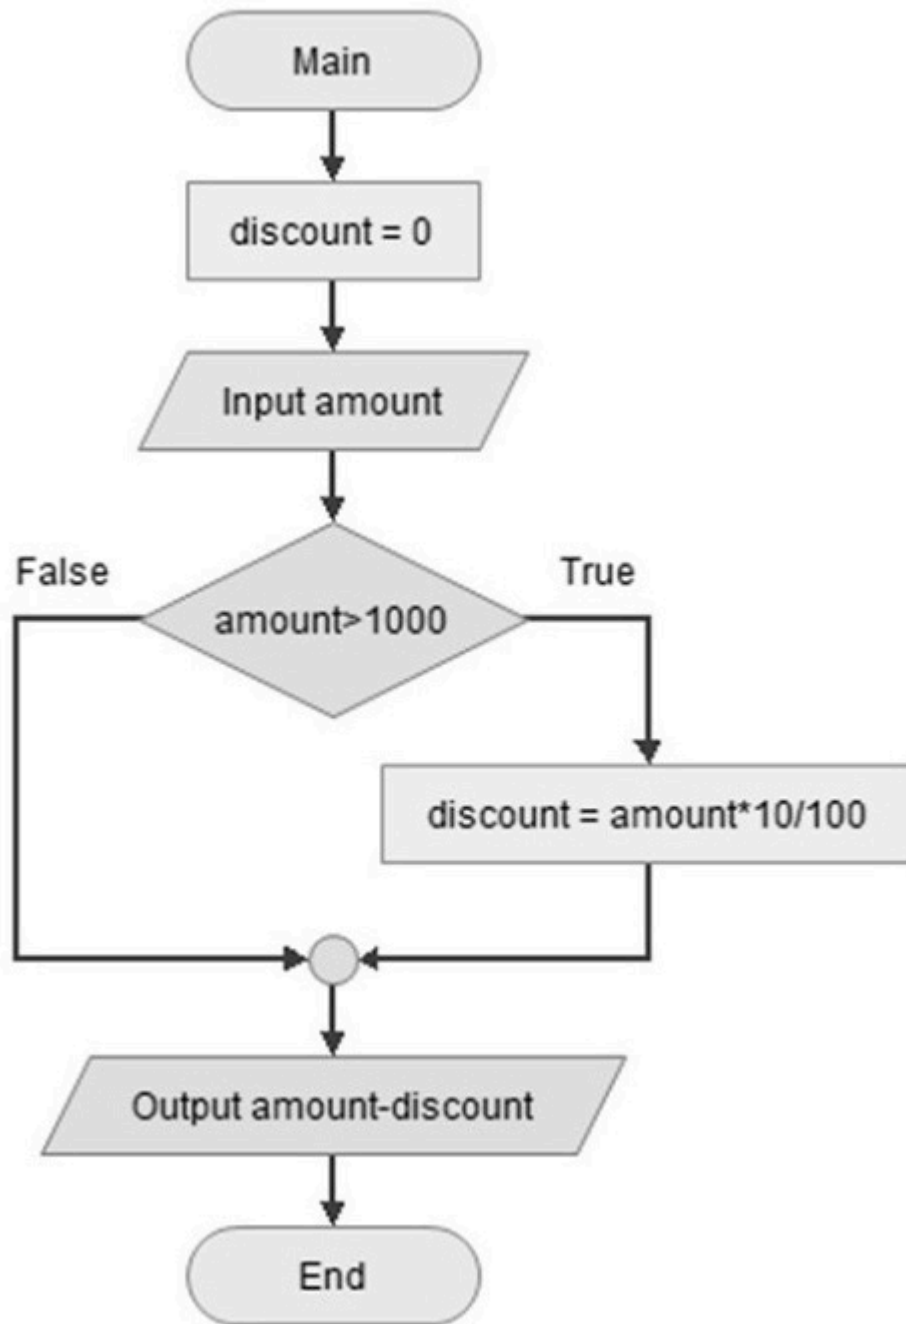 Main
discount = 0
Input amount
False
True
amount>1000
discount = amount*10/100
Output amount-discount
End